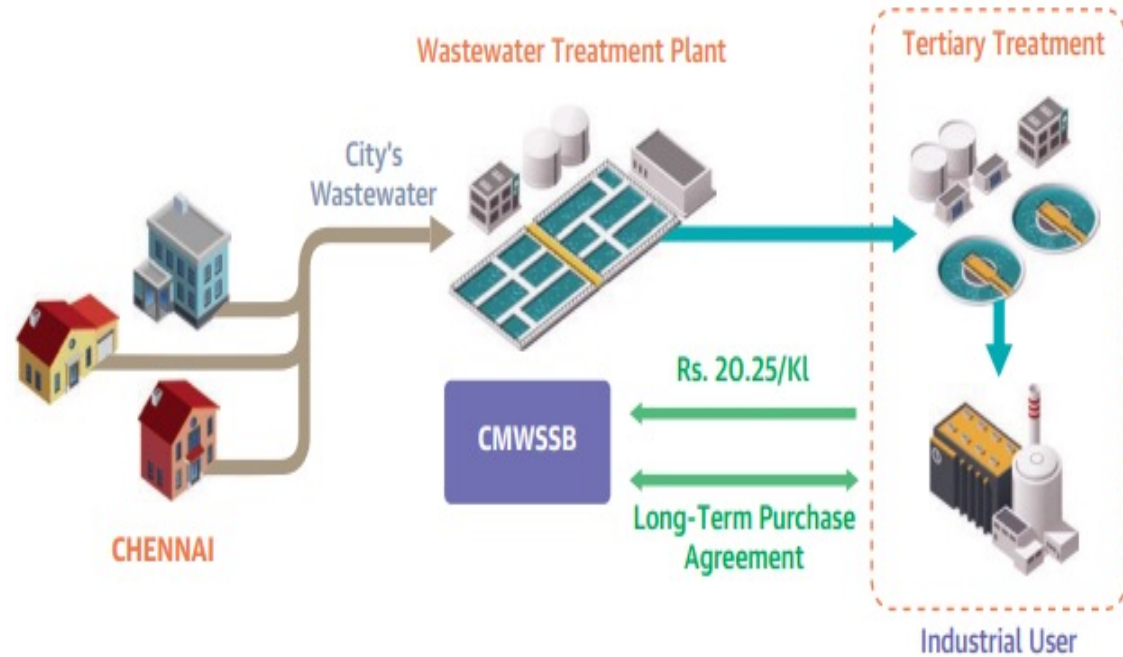 Wastewater Treatment Plant
Tertiary Treatment
City's
Wastewater
Rs. 20.25/Kl
CMWSSB
Long-Term Purchase
Agreement
CHENNAI
Industrial User